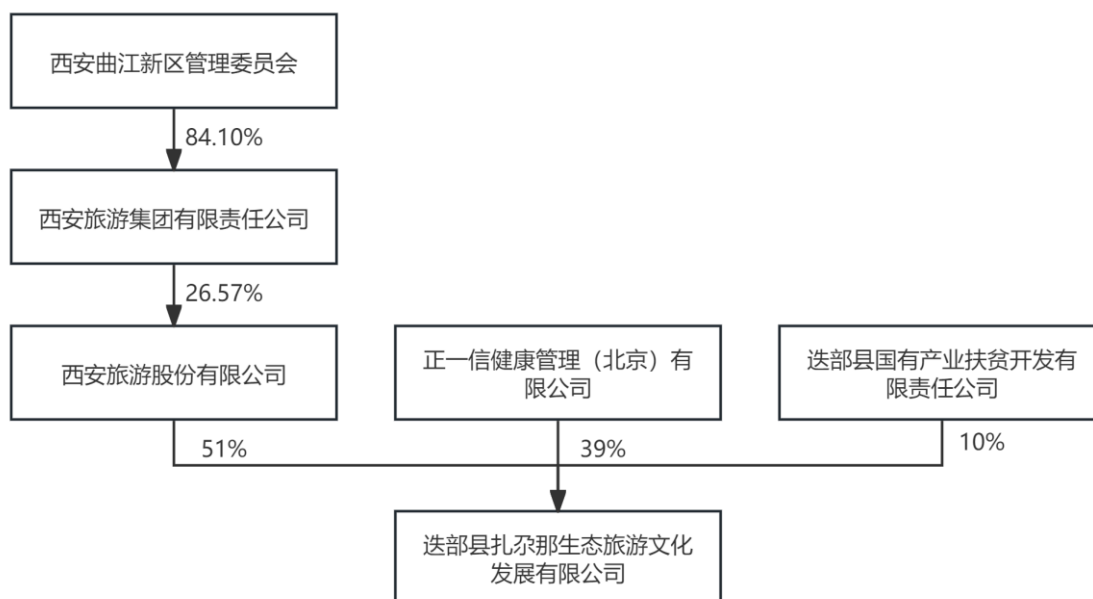 西安曲江新区管理委员会
84.10%
西安旅游集团有限责任公司
26.57%
西安旅游股份有限公司
正一信健康管理（北京）有
限公司
迭部县国有产业扶贫开发有
限责任公司
51%
39%
10%
迭部县扎尕那生态旅游文化
发展有限公司